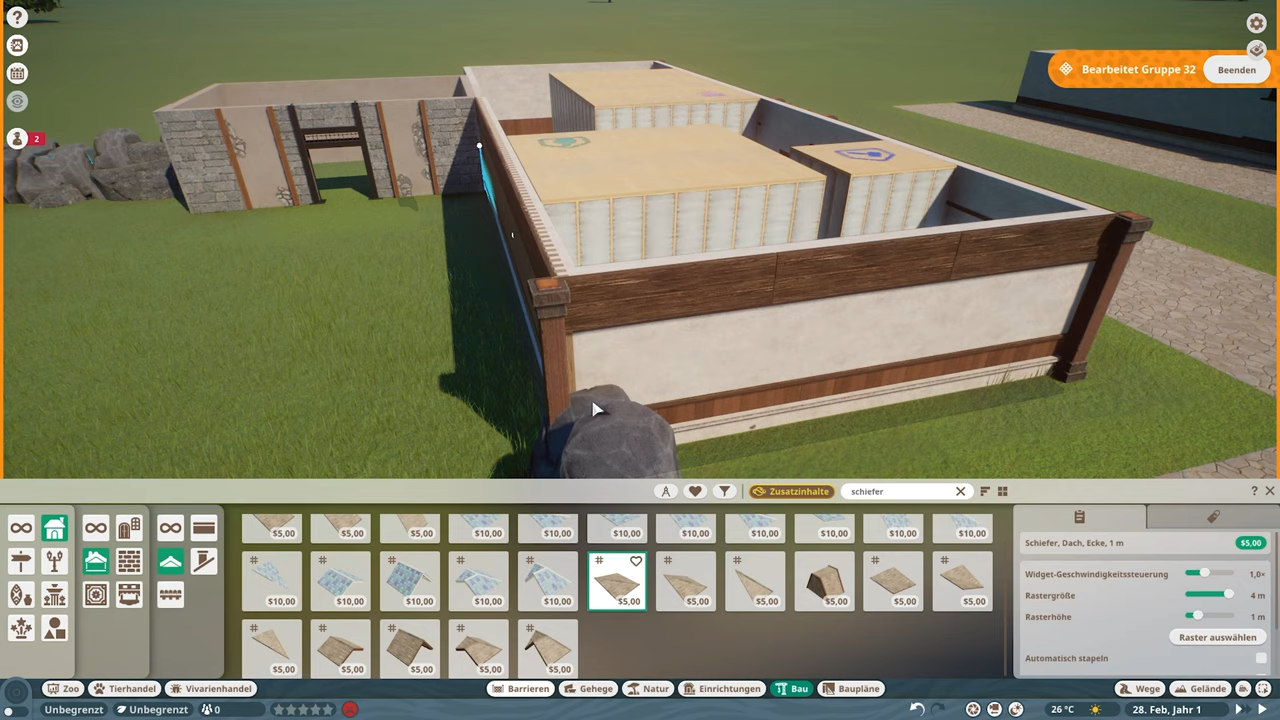 ?
2
Bearbeitet Gruppe 32
Beenden
Zusatzinhalte
schiefer
?
$5,00 $5,00 $5,00 $10,00 $10,00 $10,00 $10,00 $10,00 $10,00 $10,00 $10,00
$10,00 $10,00 $10,00 $10,00 $10,00 $5,00 $5,00 $5,00 $5,00 $5,00 $5,00
$5,00 $5,00 $5,00 $5,00 $5,00
Schiefer, Dach, Ecke, 1 m $5,00
Widget-Geschwindigkeitssteuerung 1,0×
Rastergröße 4 m
Rasterhöhe 1 m
Raster auswählen
Automatisch stapeln
Zoo Tierhandel Vivarienhandel Barrieren Gehege Natur Einrichtungen Bau Baupläne Wege Gelände
Unbegrenzt Unbegrenzt 0 26 °C 28. Feb, Jahr 1